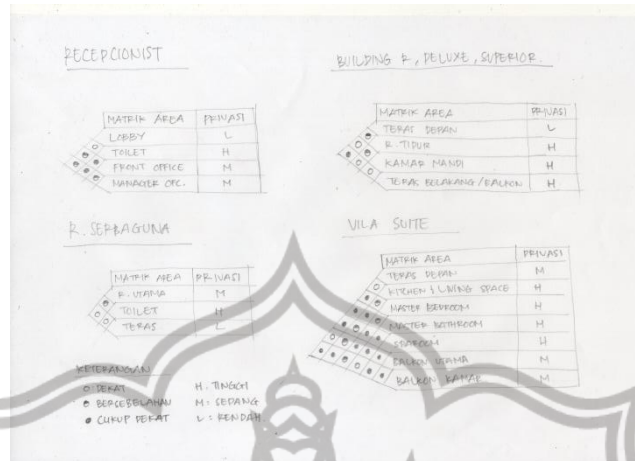 RECEPCIONIST
MATRIK AREA PRIVASI
LOBBY L
TOILET H
FRONT OFFICE M
MANAGER OFC. M
BUILDING R, DELUXE, SUPERIOR.
MATRIK AREA PRIVASI
TERAS DEPAN L
R. TIDUR H
KAMAR MANDI H
TERAS BELAKANG / BALKON H
R. SERBAGUNA
MATRIK AREA PRIVASI
R. UTAMA M
TOILET H
TERAS L
VILA SUITE
MATRIK AREA PRIVASI
TERAS DEPAN M
KITCHEN & LIVING SPACE H
MASTER BEDROOM H
MASTER BATHROOM M
H
BALKON UTAMA M
BALKON KAMAR M
KETERANGAN
DEKAT H : TINGGI
BERSEBELAHAN M : SEDANG
CUKUP DEKAT L : RENDAH